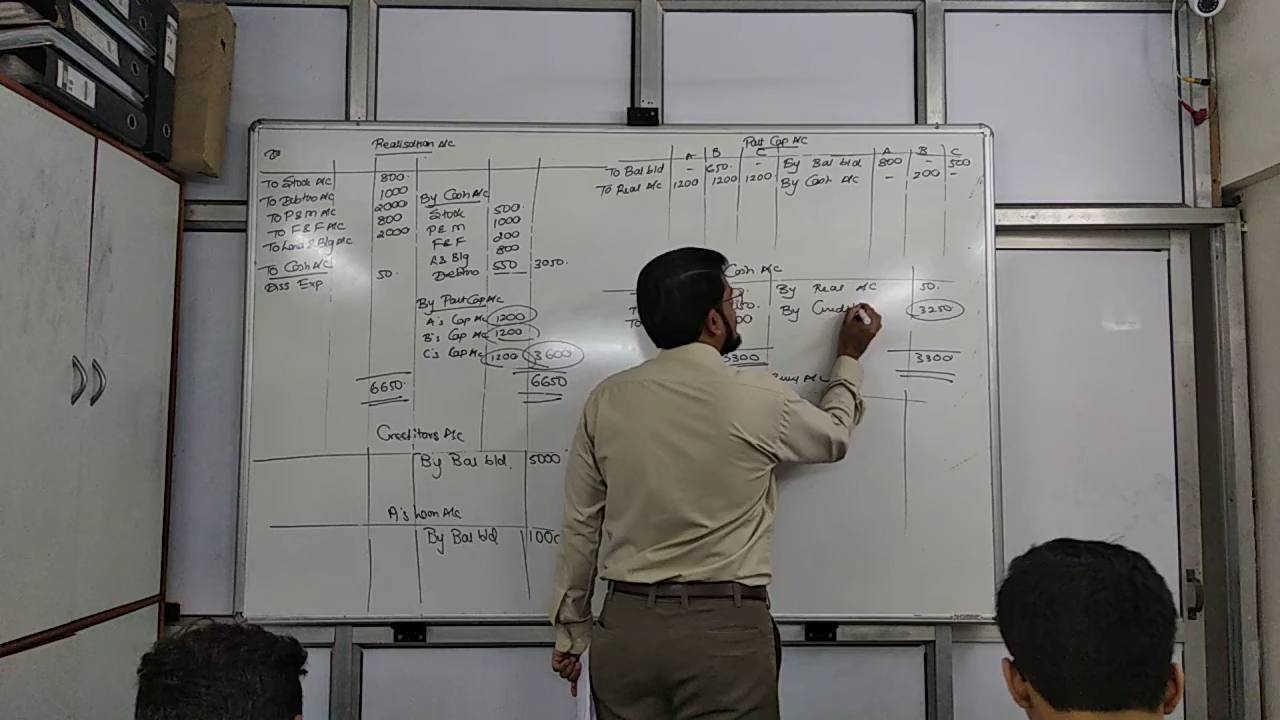 Realisation A/c
To Stock A/c 800
To Debtors A/c 1000
To P&M A/c 2000
To F&F A/c 800
To Land & Blg A/c 2000
To Cash A/c
Diss Exp 50
By Cash A/c
Stock 500
P&M 1000
F&F 200
L&Blg 800
Debtors 550 3050
By Part Cap A/c
A's Cap A/c 1200
B's Cap A/c 1200
C's Cap A/c 1200 3600
6650 6650
Creditors A/c
By Bal b/d. 5000
A's Loan A/c
By Bal b/d
Part Cap A/c
A B C A B C
To Bal b/d - 650 - By Bal b/d 800 - 500
To Real A/c 1200 1200 1200 By Cash A/c - 200 -
Cash A/c
By Real A/c 50
3250
3300 3300
A/c